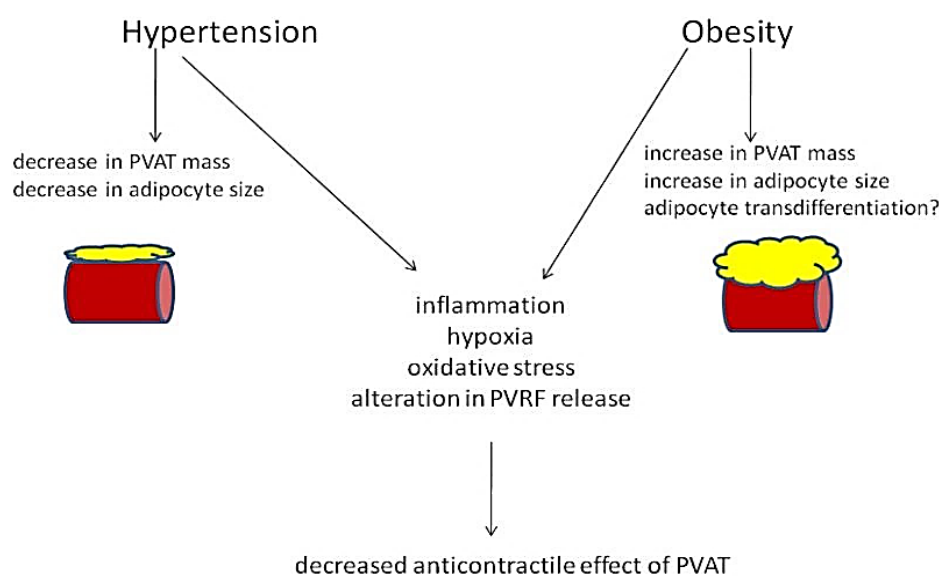 Hypertension
Obesity
decrease in PVAT mass
decrease in adipocyte size
increase in PVAT mass
increase in adipocyte size
adipocyte transdifferentiation?
inflammation
hypoxia
oxidative stress
alteration in PVRF release
decreased anticontractile effect of PVAT